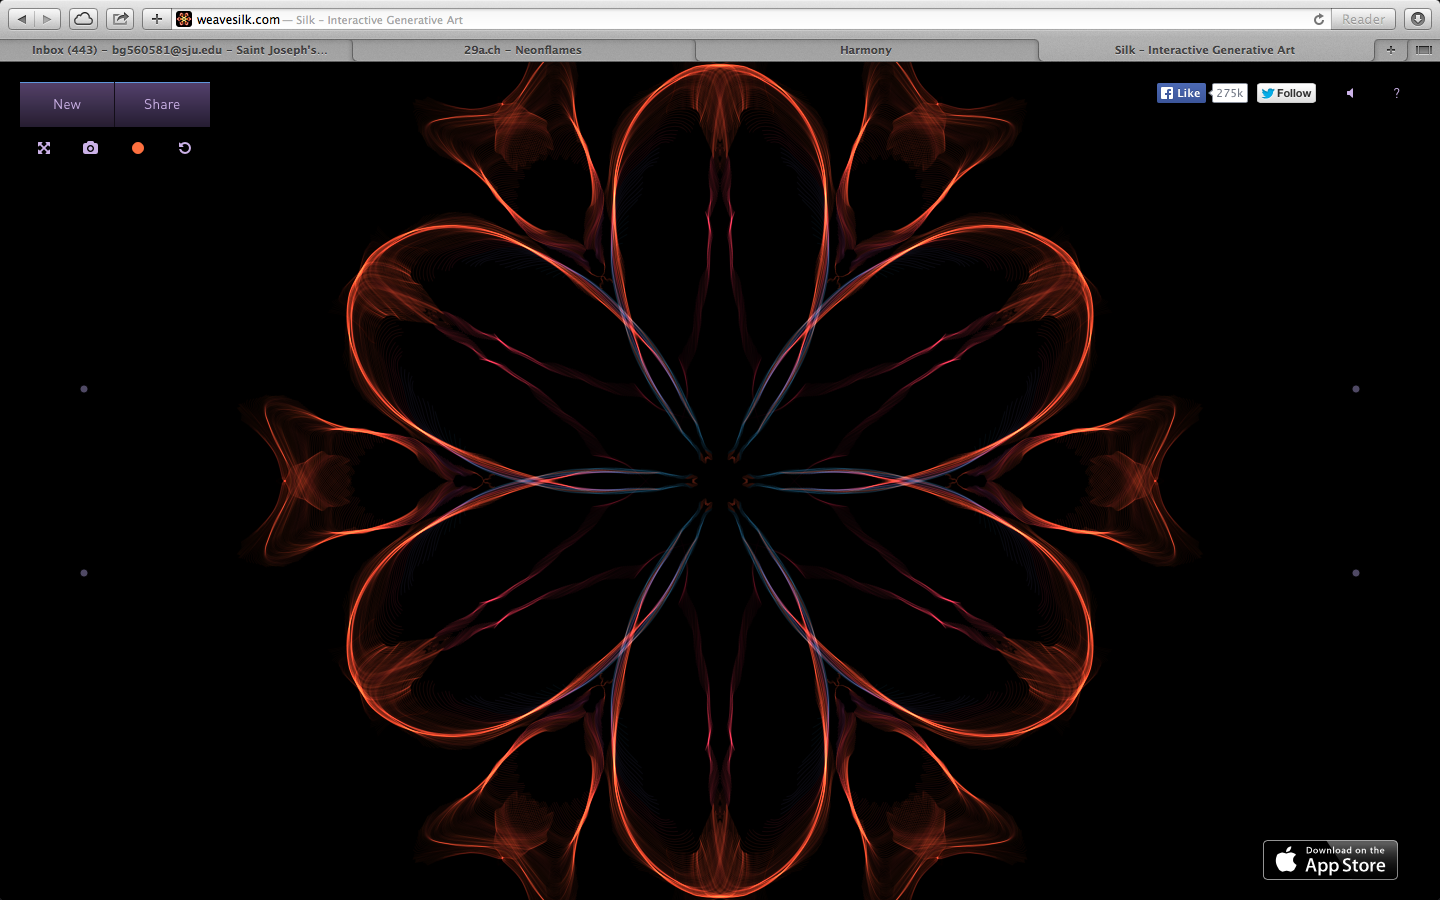 weavesilk.com — Silk – Interactive Generative Art
Reader
Inbox (443) – bg560581@sju.edu – Saint Joseph's...
29a.ch – Neonflames
Harmony
Silk – Interactive Generative Art
New
Share
Like
275k
Follow
?
Download on the
App Store